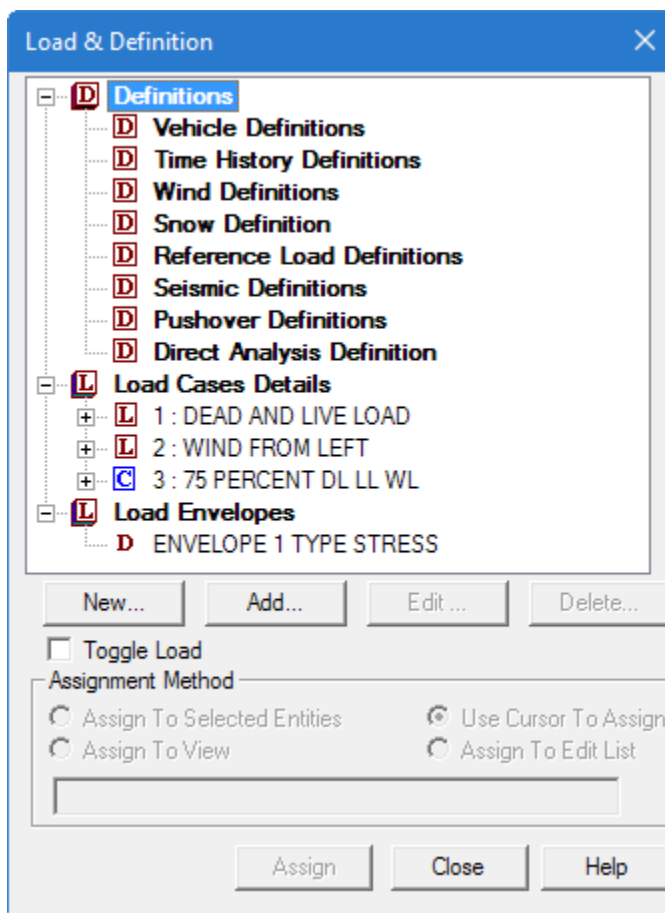 Load & Definition
D Definitions
D Vehicle Definitions
D Time History Definitions
D Wind Definitions
D Snow Definition
D Reference Load Definitions
D Seismic Definitions
D Pushover Definitions
D Direct Analysis Definition
L Load Cases Details
L 1 : DEAD AND LIVE LOAD
L 2 : WIND FROM LEFT
C 3 : 75 PERCENT DL LL WL
L Load Envelopes
D ENVELOPE 1 TYPE STRESS
New... Add... Edit ... Delete...
Toggle Load
Assignment Method
Assign To Selected Entities Use Cursor To Assign
Assign To View Assign To Edit List
Assign Close Help